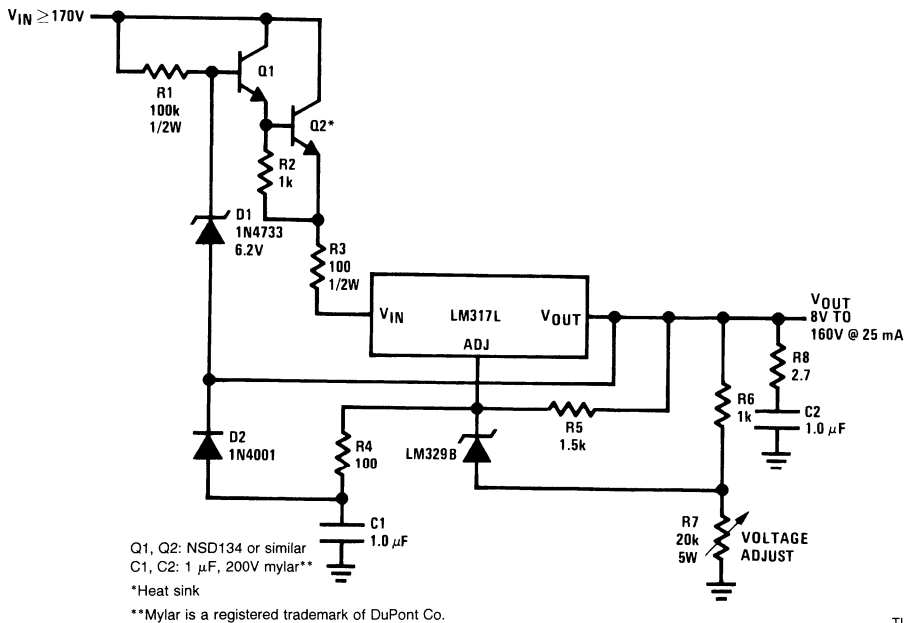 V_IN ≥170V
Q1
R1
100k
1/2W
Q2*
R2
1k
D1
1N4733
6.2V
R3
100
1/2W
V_IN
LM317L
V_OUT
ADJ
V_OUT
8V TO
160V @ 25 mA
R8
2.7
R6
1k
C2
1.0 μF
R5
1.5k
D2
1N4001
R4
100
LM329B
C1
1.0 μF
R7
20k
5W
VOLTAGE
ADJUST
Q1, Q2: NSD134 or similar
C1, C2: 1 μF, 200V mylar**
*Heat sink
**Mylar is a registered trademark of DuPont Co.